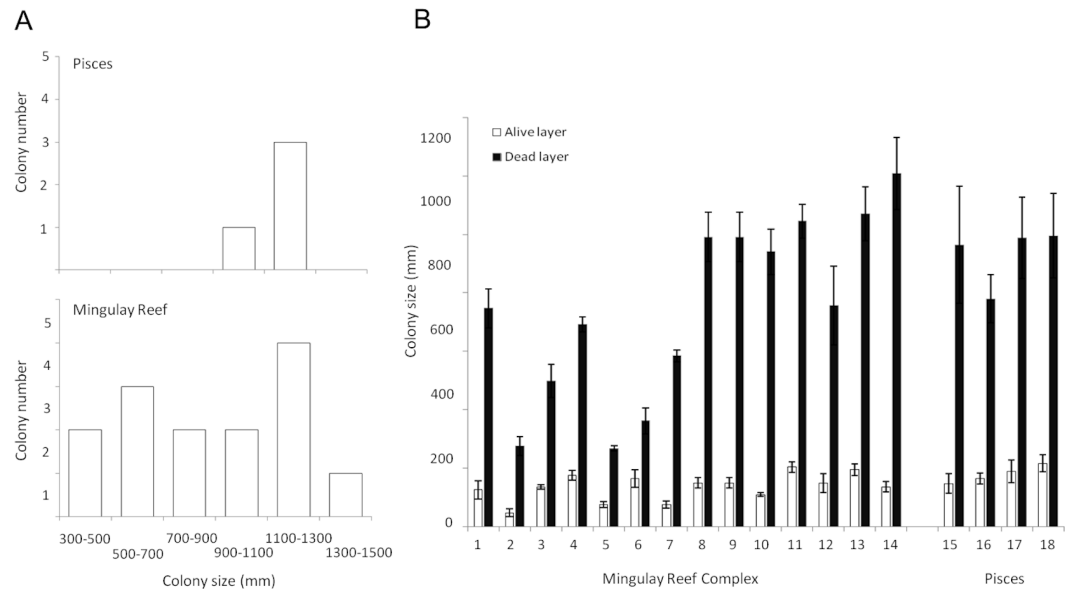 A
Pisces
5
4
3
2
1
Colony number
Mingulay Reef
5
4
3
2
1
Colony number
300-500
500-700
700-900
900-1100
1100-1300
1300-1500
Colony size (mm)
B
Alive layer
Dead layer
1200
1000
800
600
400
200
0
Colony size (mm)
1 2 3 4 5 6 7 8 9 10 11 12 13 14 15 16 17 18
Mingulay Reef Complex Pisces